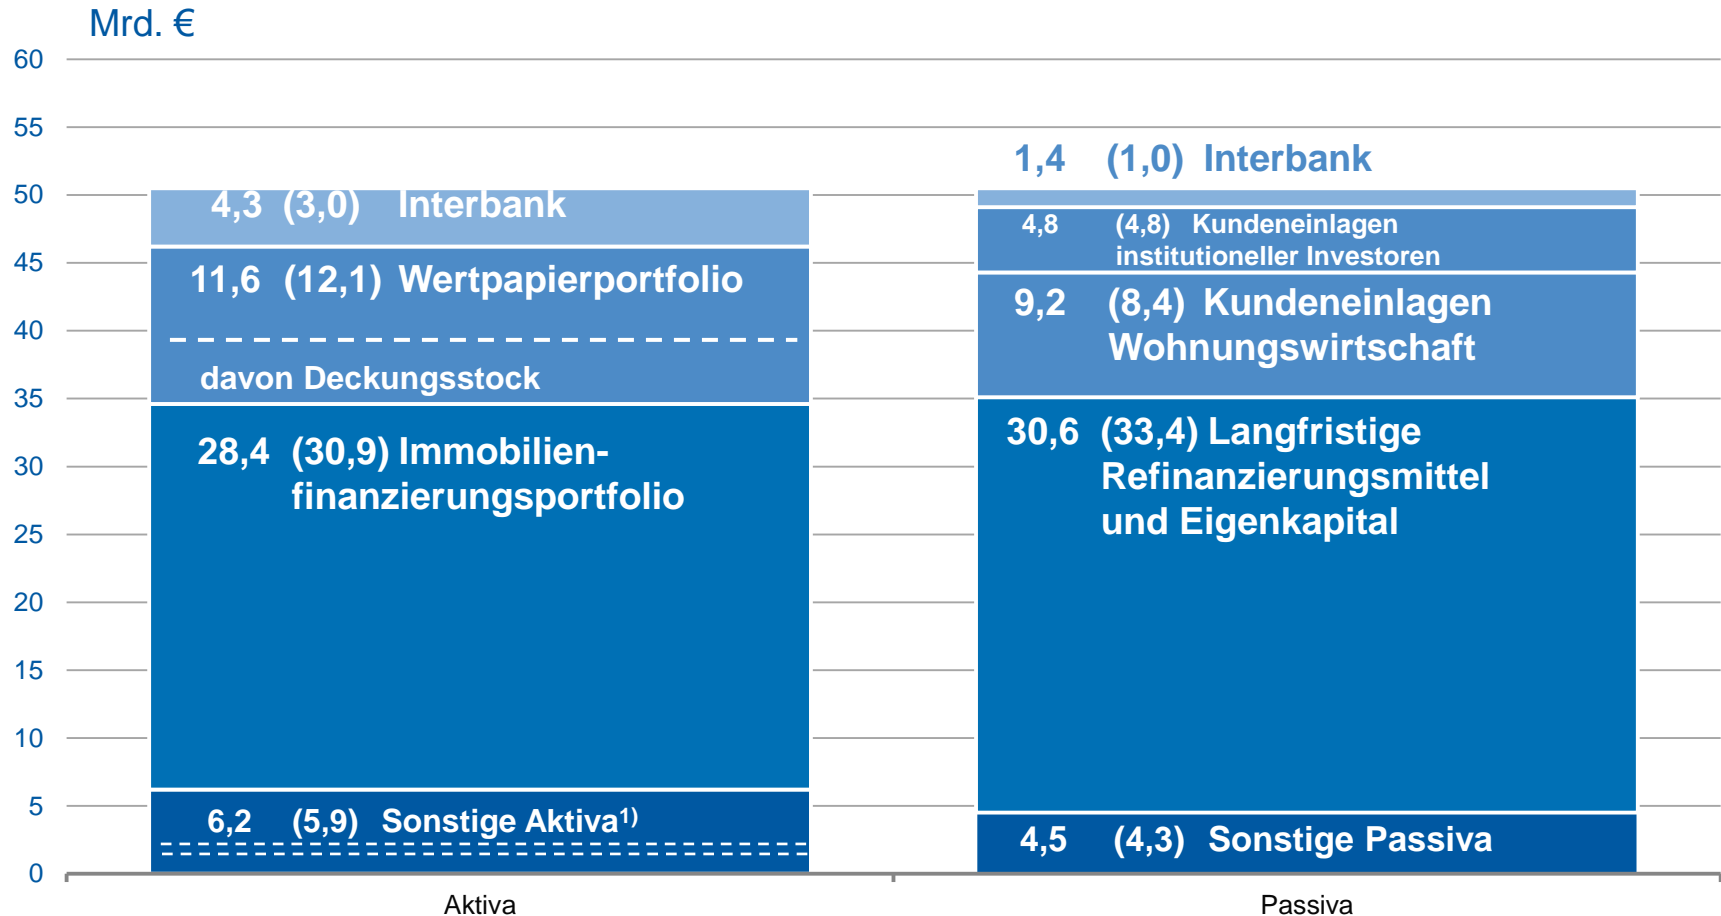 Mrd. €
60
55
50
45
40
35
30
25
20
15
10
5
0
4,3 (3,0) Interbank
11,6 (12,1) Wertpapierportfolio
davon Deckungsstock
28,4 (30,9) Immobilien-
finanzierungsportfolio
6,2 (5,9) Sonstige Aktiva1)
Aktiva
1,4 (1,0) Interbank
4,8 (4,8) Kundeneinlagen
institutioneller Investoren
9,2 (8,4) Kundeneinlagen
Wohnungswirtschaft
30,6 (33,4) Langfristige
Refinanzierungsmittel
und Eigenkapital
4,5 (4,3) Sonstige Passiva
Passiva